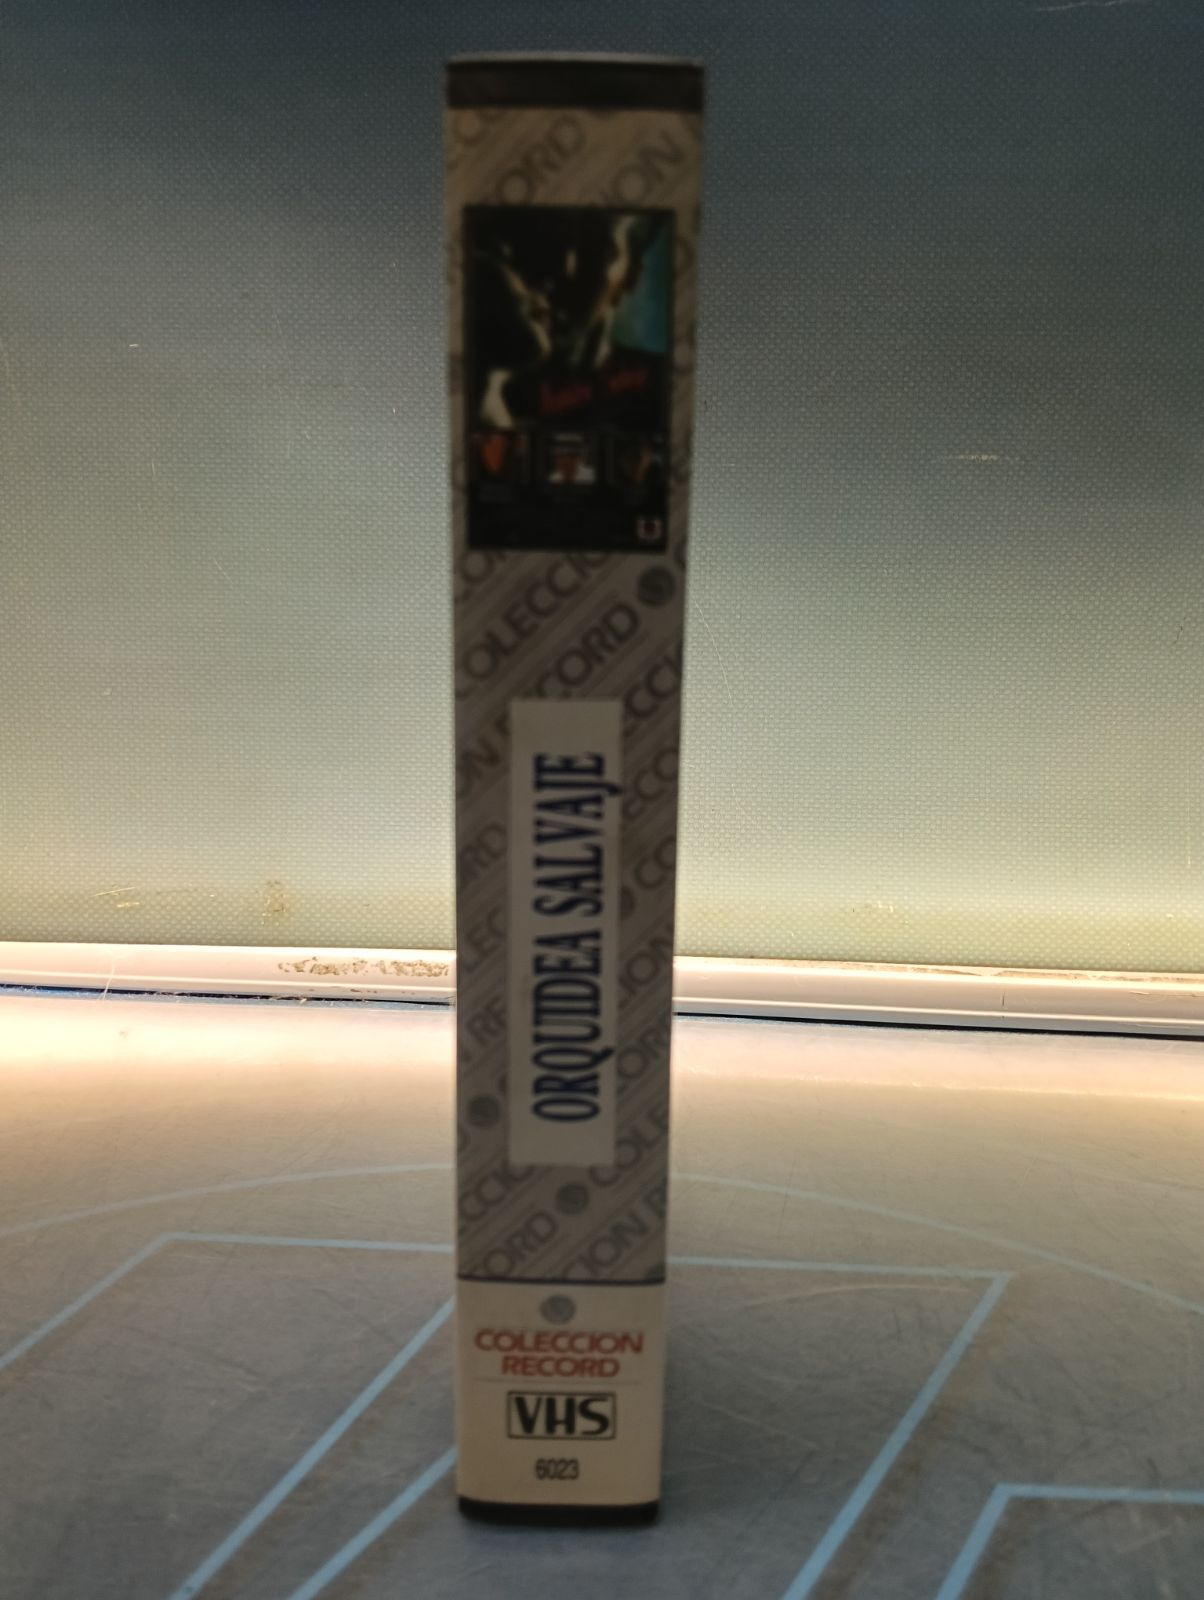 ORQUIDEA SALVAJE
COLECCION
RECORD
VHS
6023